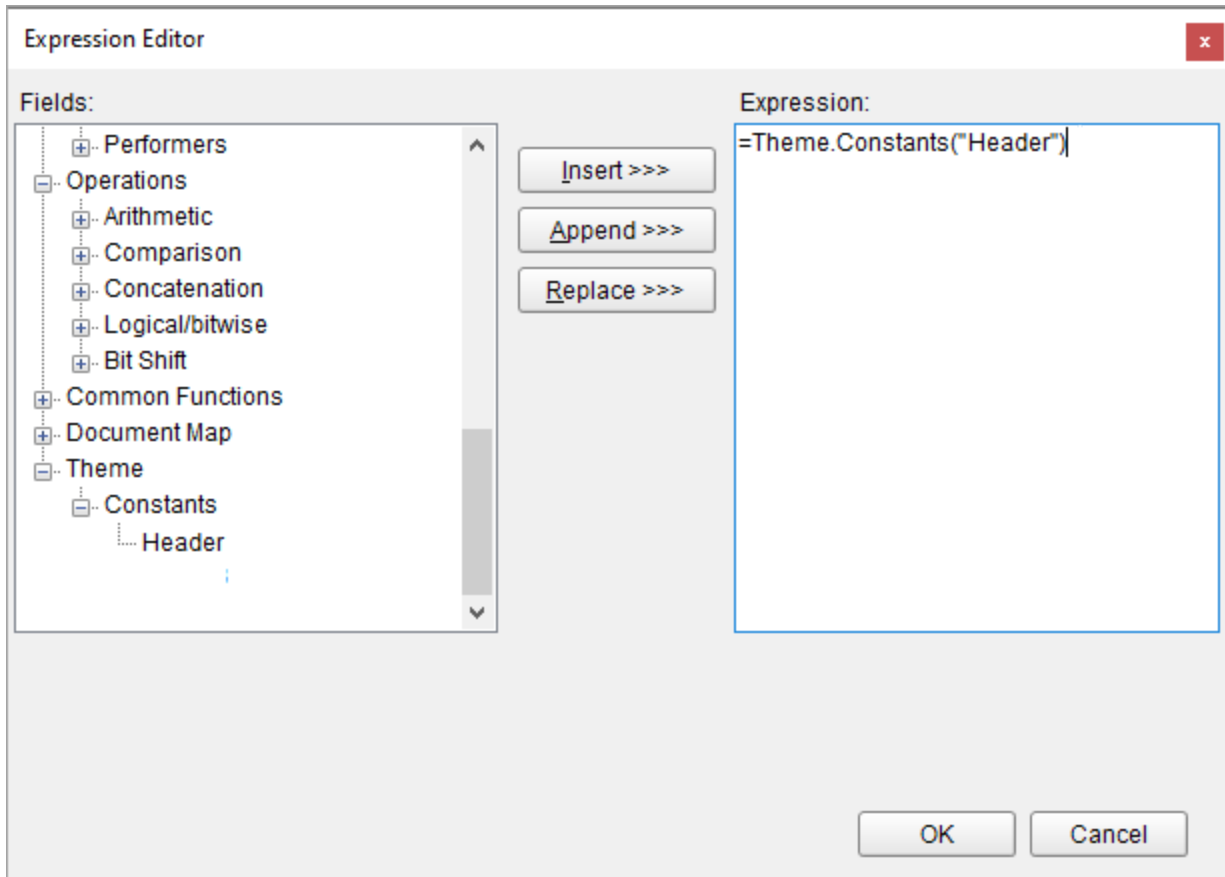 Expression Editor
x
Fields:
Performers
Operations
Arithmetic
Comparison
Concatenation
Logical/bitwise
Bit Shift
Common Functions
Document Map
Theme
Constants
Header
Insert >>>
Append >>>
Replace >>>
Expression:
=Theme.Constants("Header")
OK
Cancel